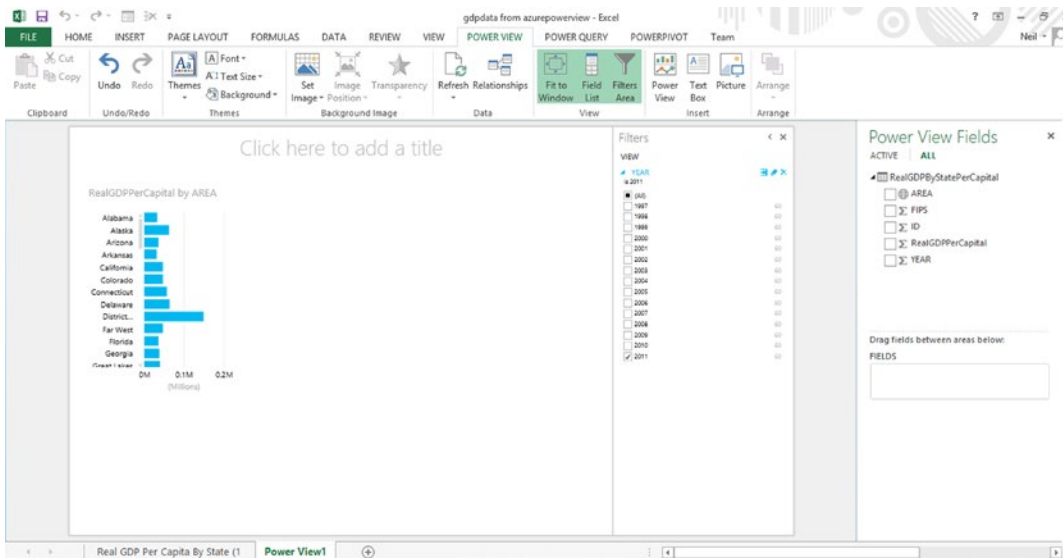 gdpdata from azurepowerview - Excel
FILE HOME INSERT PAGE LAYOUT FORMULAS DATA REVIEW VIEW POWER VIEW POWER QUERY POWERPIVOT Team Neil
Paste Cut Copy Undo Redo Themes Font Text Size Background Set Image Image Position Transparency Refresh Relationships Fit to Window Field List Filters Area Power View Text Box Picture Arrange
Clipboard Undo/Redo Themes Background Image Data View Insert Arrange
Click here to add a title
RealGDPPerCapital by AREA
Alabama
Alaska
Arizona
Arkansas
California
Colorado
Connecticut
Delaware
District...
Far West
Florida
Georgia
Great Lakes
0M 0.1M 0.2M
(Millions)
Filters
VIEW
YEAR
is 2011
(All)
1997
1998
1999
2000
2001
2002
2003
2004
2005
2006
2007
2008
2009
2010
2011
Power View Fields
ACTIVE ALL
RealGDPByStatePerCapital
AREA
FIPS
ID
RealGDPPerCapital
YEAR
Drag fields between areas below:
FIELDS
Real GDP Per Capita By State (1 Power View1